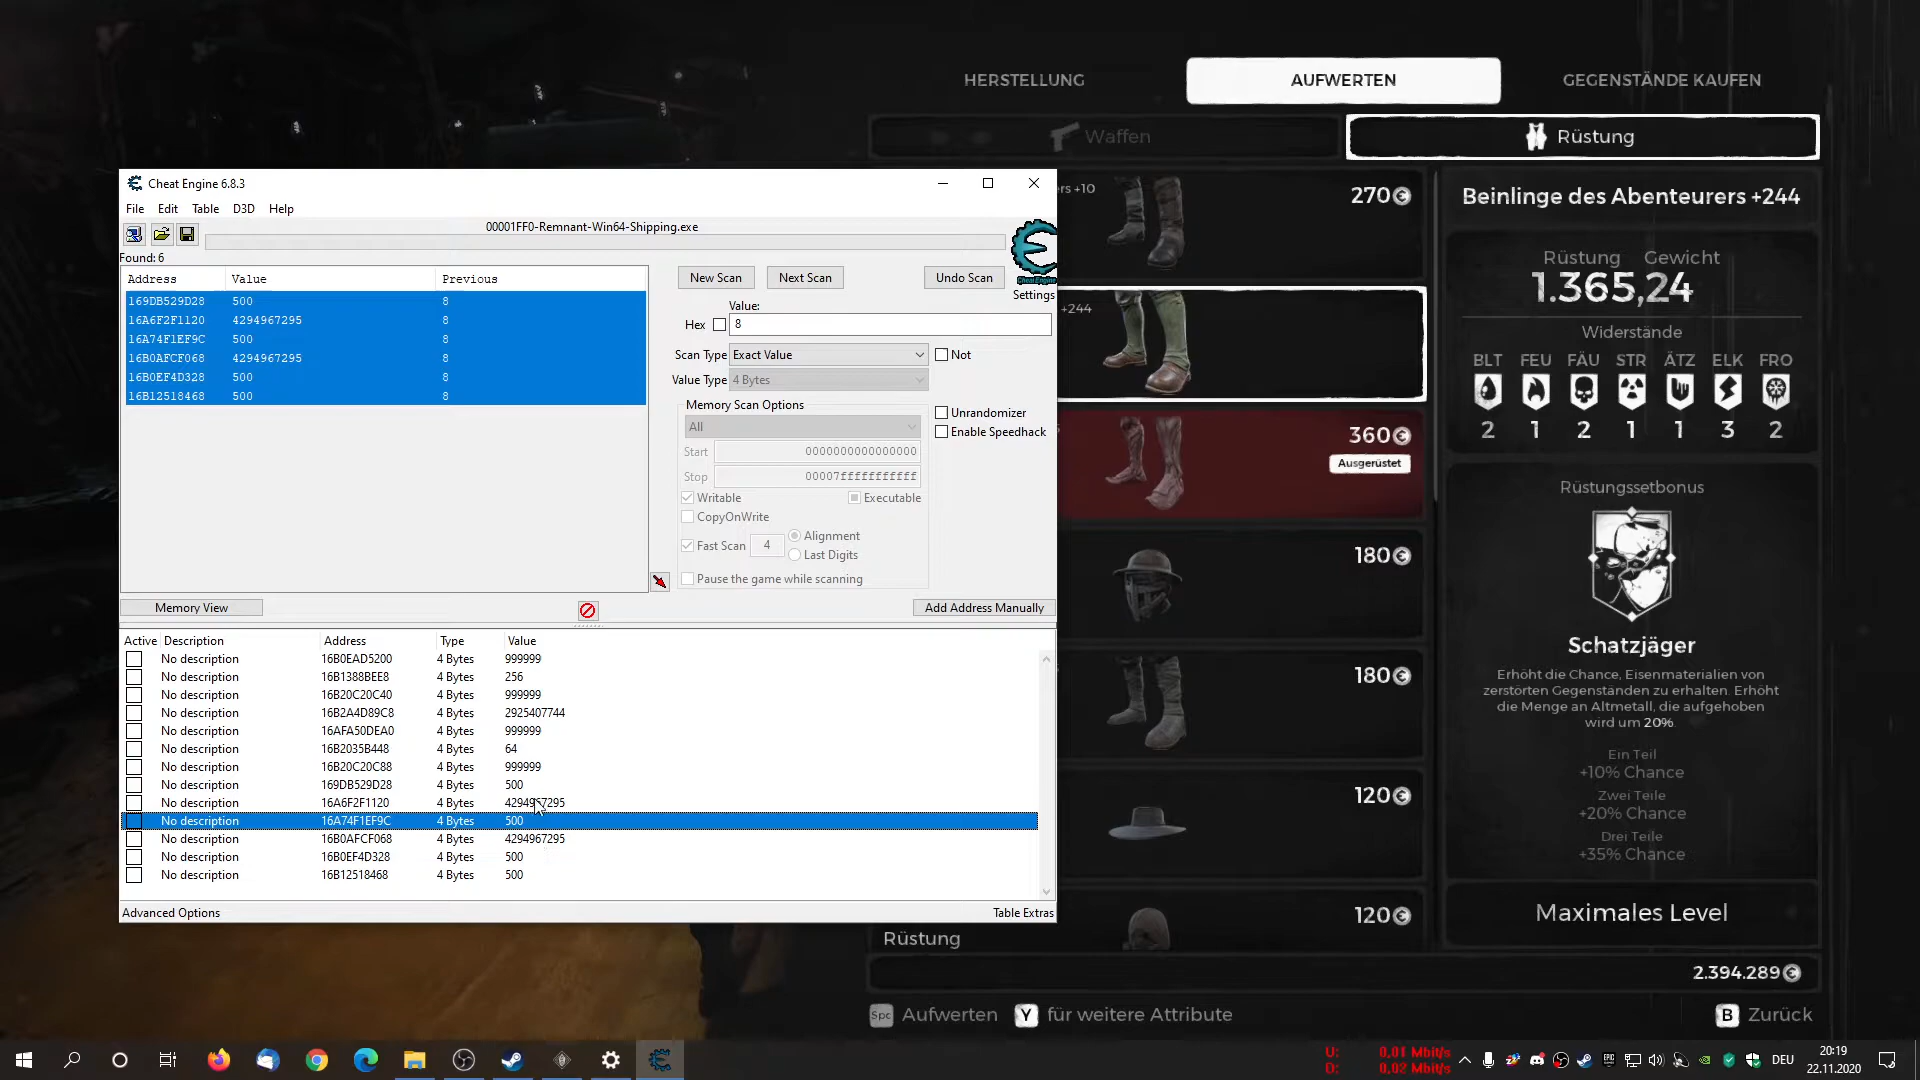 HERSTELLUNG
AUFWERTEN
GEGENSTÄNDE KAUFEN
Waffen
Rüstung
Cheat Engine 6.8.3
File Edit Table D3D Help
00001FF0-Remnant-Win64-Shipping.exe
Found: 6
Address Value Previous
169DB529D28 500 8
16A6F2F1120 4294967295 8
16A74F1EF9C 500 8
16B0AFCF068 4294967295 8
16B0EF4D328 500 8
16B12518468 500 8
New Scan Next Scan Undo Scan
Cheat Engine
Settings
Value:
Hex 8
Scan Type Exact Value Not
Value Type 4 Bytes
Memory Scan Options
All
Unrandomizer
Enable Speedhack
Start 0000000000000000
Stop 00007fffffffffff
Writable Executable
CopyOnWrite
Fast Scan 4 Alignment
Last Digits
Pause the game while scanning
Memory View
Add Address Manually
Active Description Address Type Value
No description 16B0EAD5200 4 Bytes 999999
No description 16B1388BEE8 4 Bytes 256
No description 16B20C20C40 4 Bytes 999999
No description 16B2A4D89C8 4 Bytes 2925407744
No description 16AFA50DEA0 4 Bytes 999999
No description 16B2035B448 4 Bytes 64
No description 16B20C20C88 4 Bytes 999999
No description 169DB529D28 4 Bytes 500
No description 16A6F2F1120 4 Bytes 4294967295
No description 16A74F1EF9C 4 Bytes 500
No description 16B0AFCF068 4 Bytes 4294967295
No description 16B0EF4D328 4 Bytes 500
No description 16B12518468 4 Bytes 500
Advanced Options
Table Extras
rs +10
270
+244
360
Ausgerüstet
180
180
120
120
Beinlinge des Abenteurers +244
Rüstung Gewicht
1.365,24
Widerstände
BLT FEU FÄU STR ÄTZ ELK FRO
2 1 2 1 1 3 2
Rüstungssetbonus
Schatzjäger
Erhöht die Chance, Eisenmaterialien von
zerstörten Gegenständen zu erhalten. Erhöht
die Menge an Altmetall, die aufgehoben
wird um 20%.
Ein Teil
+10% Chance
Zwei Teile
+20% Chance
Drei Teile
+35% Chance
Maximales Level
Rüstung
2.394.289
Spc Aufwerten Y für weitere Attribute B Zurück
U: 0,01 Mbit/s
D: 0,02 Mbit/s
EPIC
DEU
20:19
22.11.2020